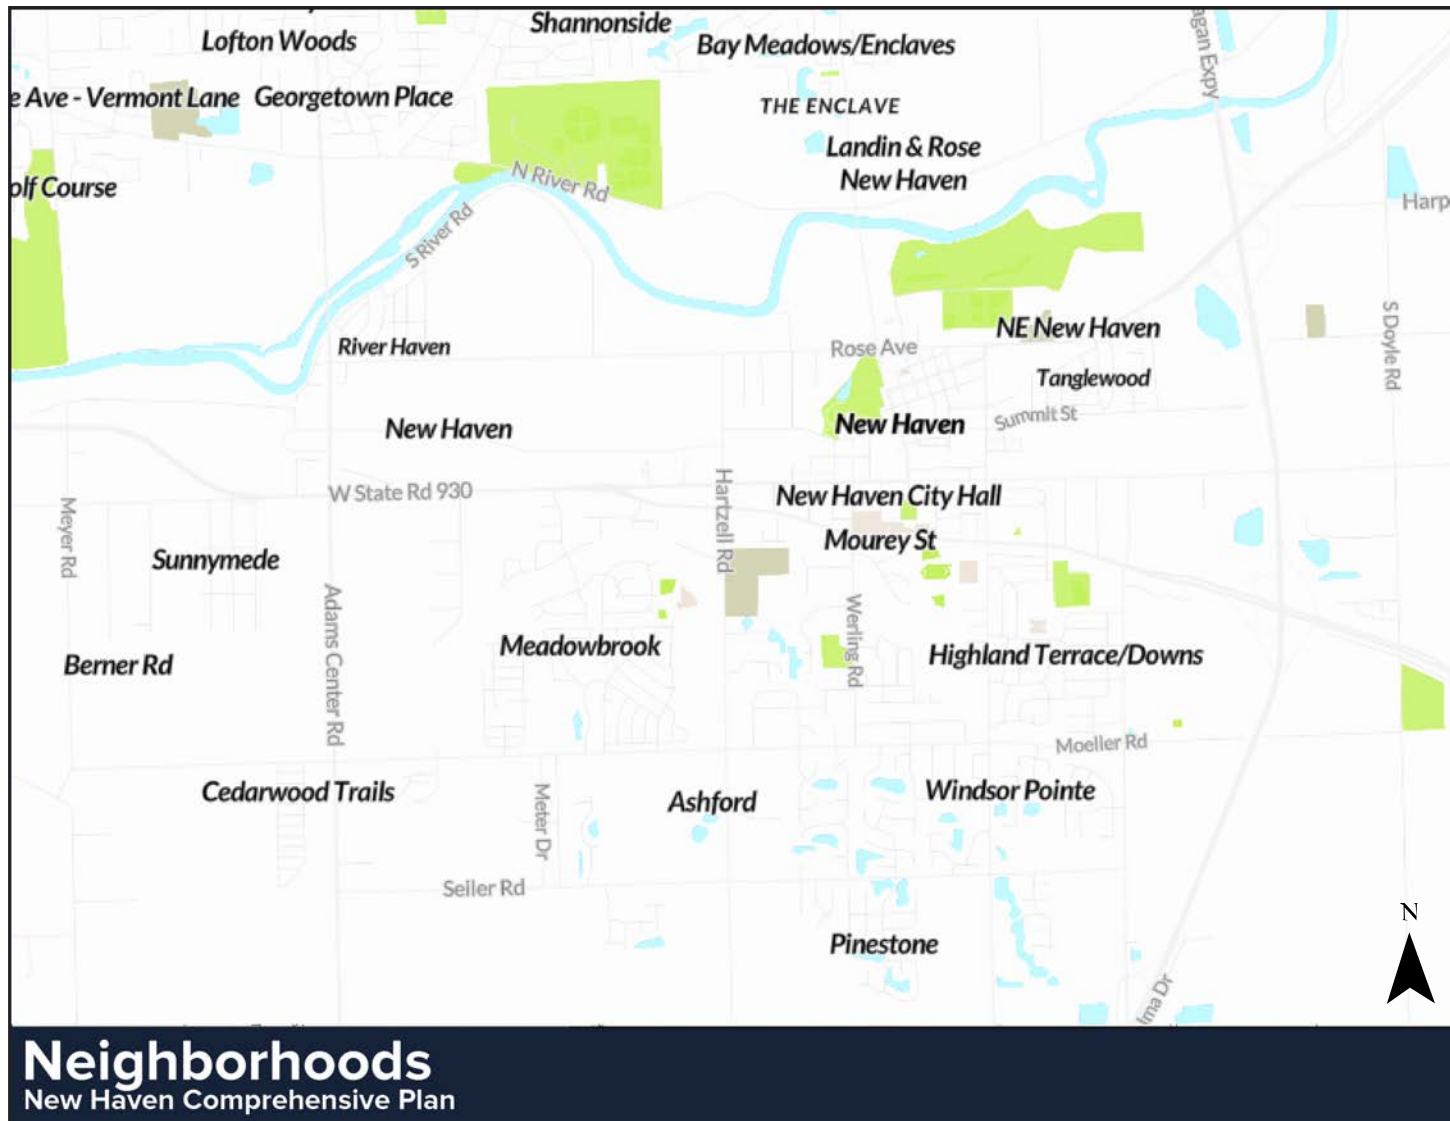 Shannonside
Lofton Woods
Bay Meadows/Enclaves
agan Expy
e Ave - Vermont Lane
Georgetown Place
THE ENCLAVE
Landin & Rose
New Haven
N River Rd
olf Course
Harp
S River Rd
NE New Haven
River Haven
Rose Ave
S Doyle Rd
Tanglewood
Summit St
New Haven
New Haven
W State Rd 930
New Haven City Hall
Hartzell Rd
Meyer Rd
Mourey St
Sunnymede
Adams Center Rd
Werling Rd
Meadowbrook
Highland Terrace/Downs
Berner Rd
Moeller Rd
Cedarwood Trails
Meter Dr
Ashford
Windsor Pointe
Seiler Rd
N
Pinestone
lma Dr
Neighborhoods
New Haven Comprehensive Plan